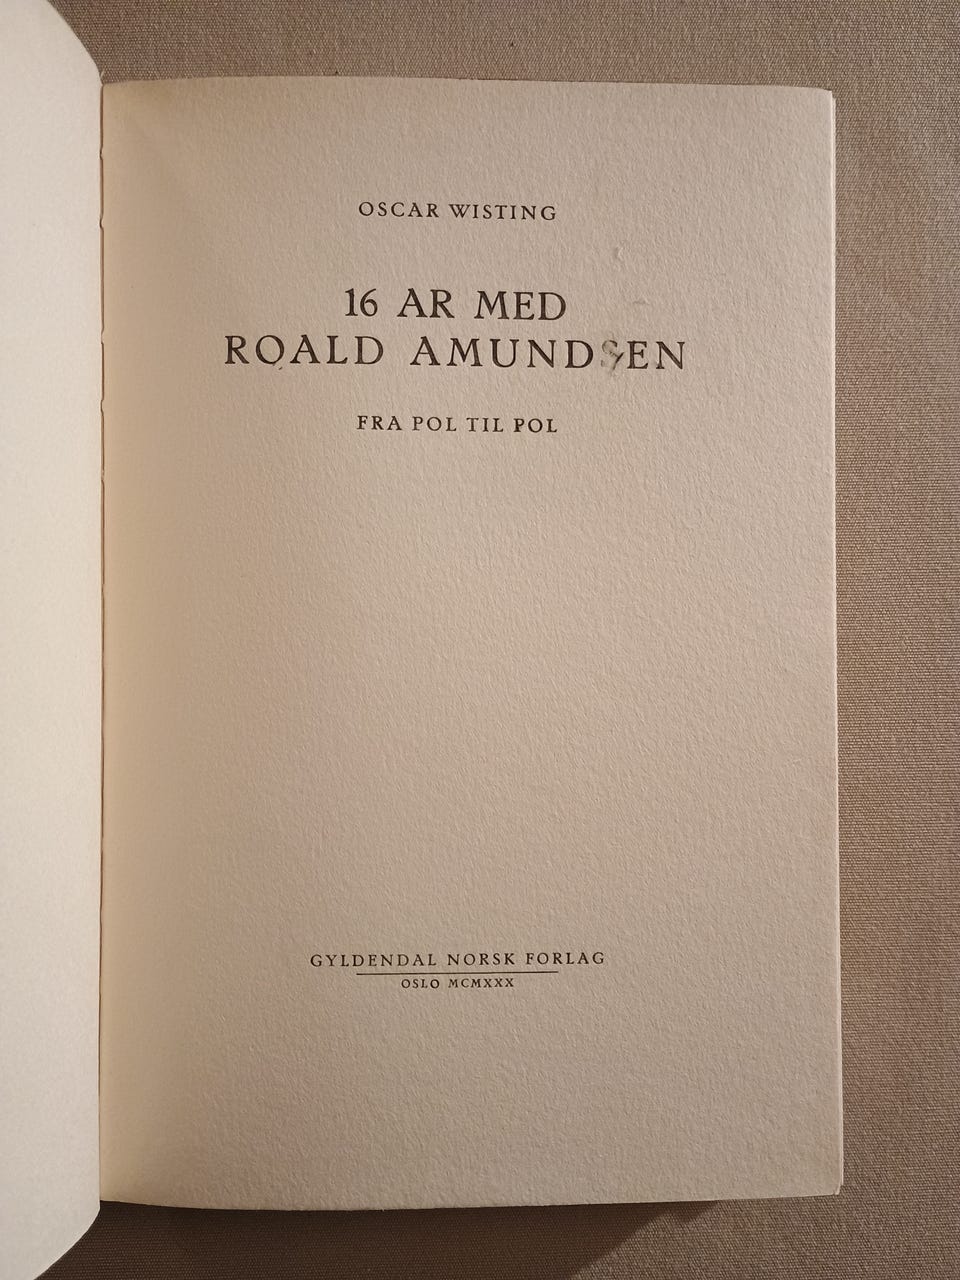 OSCAR WISTING
16 AR MED
ROALD AMUNDSEN
FRA POL TIL POL
GYLDENDAL NORSK FORLAG
OSLO MCMXXX